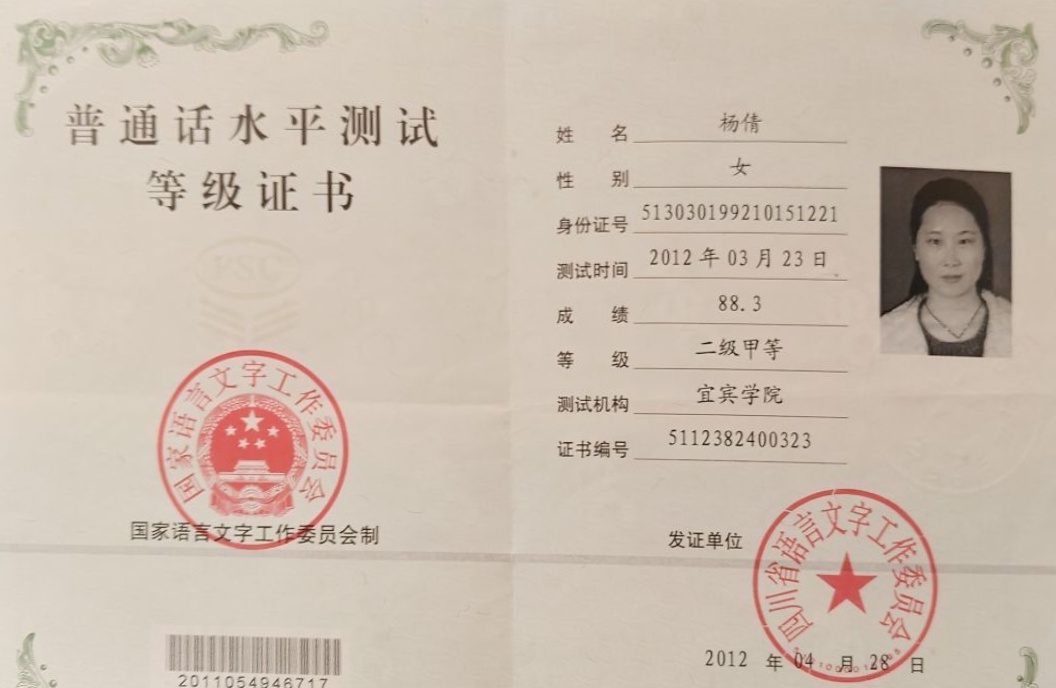 普通话水平测试
等级证书
国家语言文字工作委员会
国家语言文字工作委员会制
2011054946717
姓 名 杨倩
性 别 女
身份证号 513030199210151221
测试时间 2012 年 03 月 23 日
成 绩 88.3
等 级 二级甲等
测试机构 宜宾学院
证书编号 5112382400323
发证单位
四川省语言文字工作委员会
2012 年 04 月 28 日